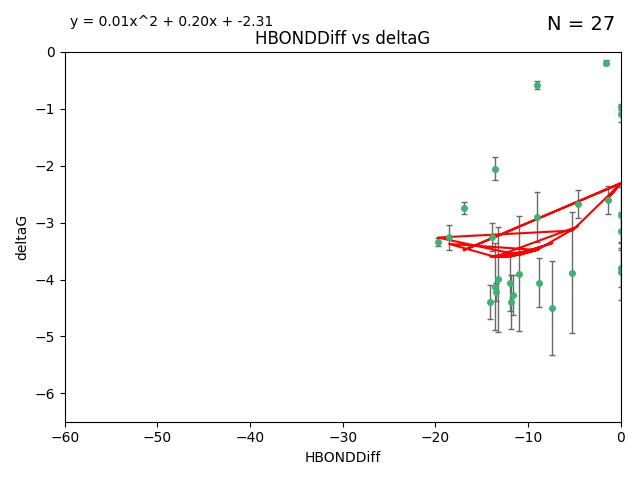 y = 0.01x^2 + 0.20x + -2.31
N = 27
HBONDDiff vs deltaG
0
−1
−2
−3
−4
−5
−6
deltaG
−60
−50
−40
−30
−20
−10
0
HBONDDiff